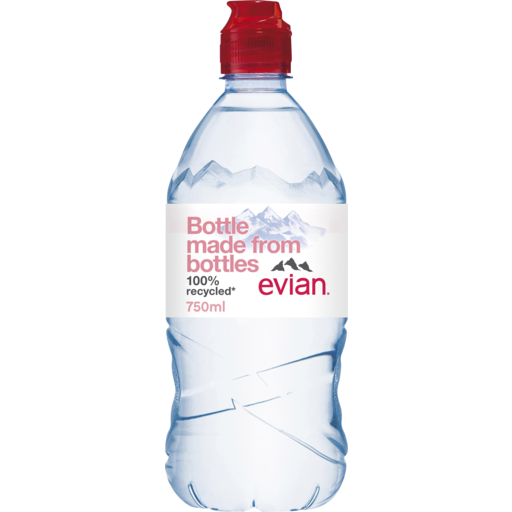 Bottle
made from
bottles
100%
recycled*
750ml
evian.